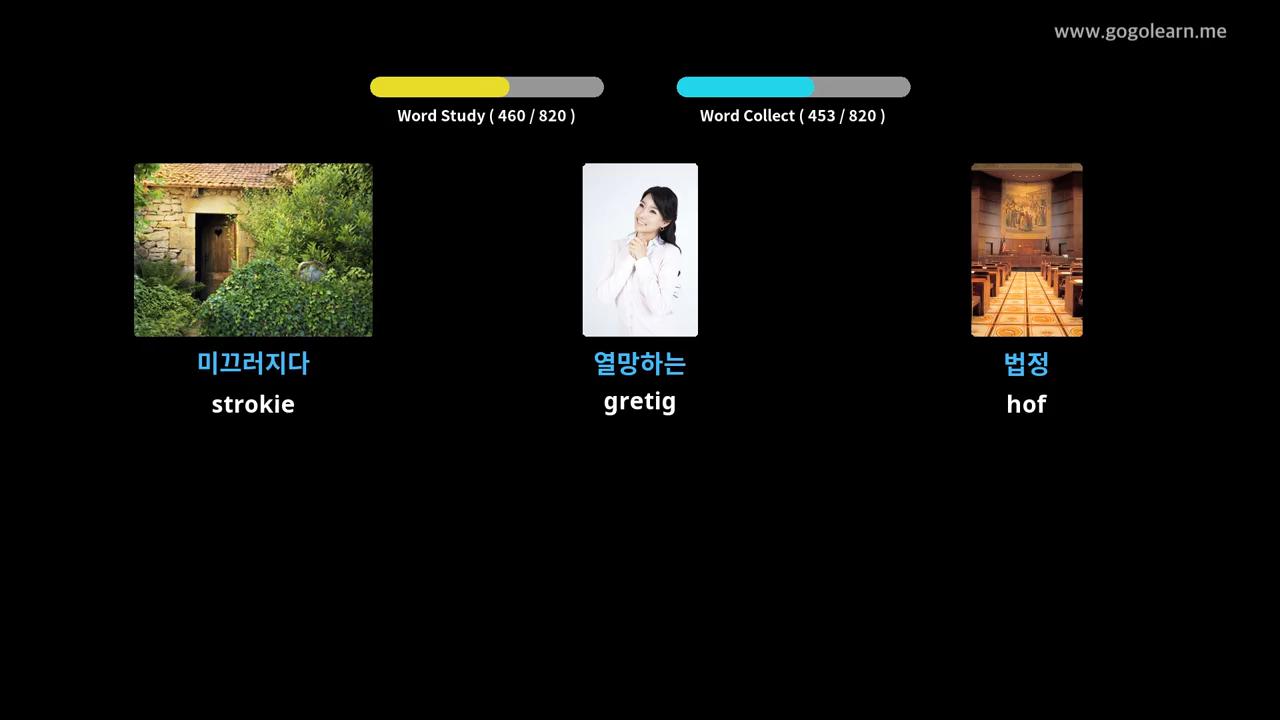 www.gogolearn.me
Word Study ( 460 / 820 )
Word Collect ( 453 / 820 )
미끄러지다
strokie
열망하는
gretig
법정
hof